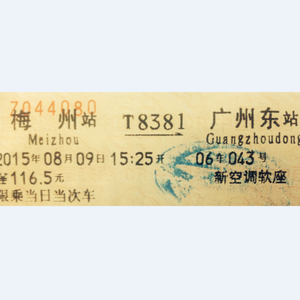 7044080
梅 州站 T8381 广州东站
Meizhou Guangzhoudong
2015年08月09日 15:25开 06车043号
116.5元 新空调软座
限乘当日当次车